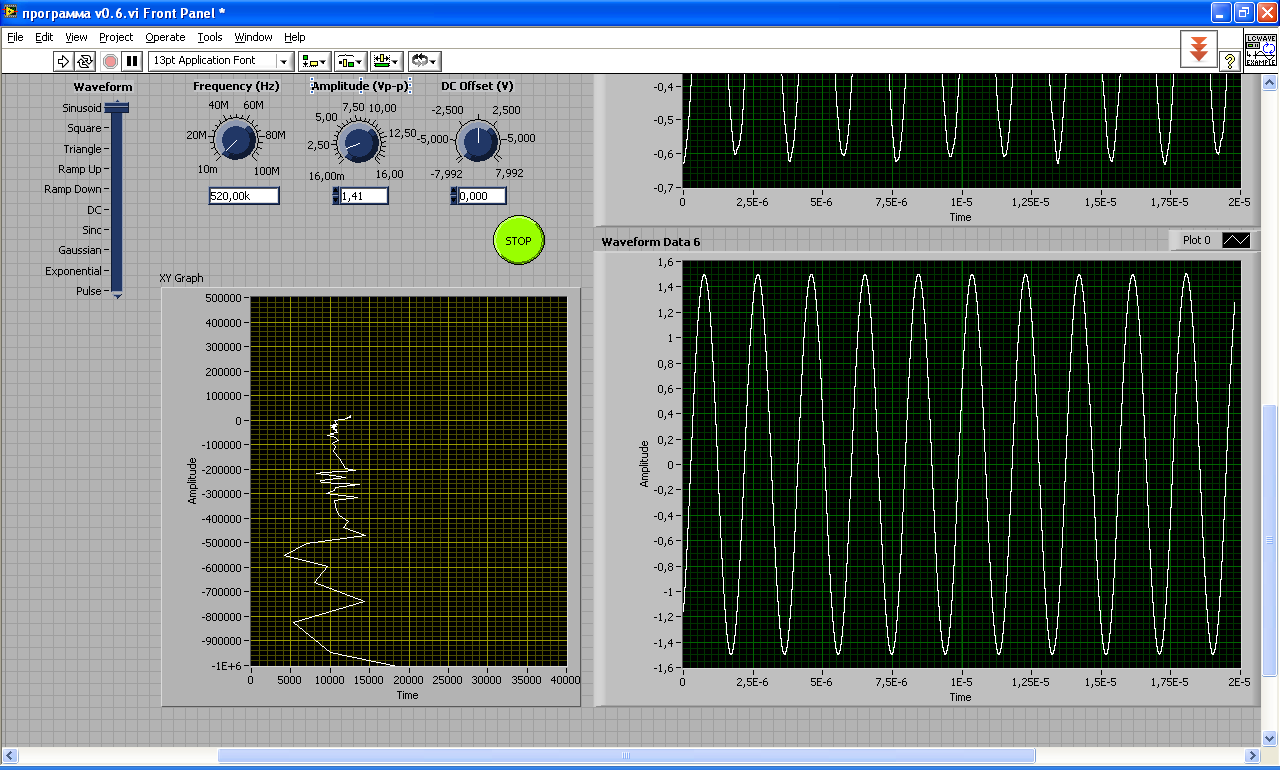 программа v0.6.vi Front Panel *
File Edit View Project Operate Tools Window Help
13pt Application Font
LCWAVE
EXAMPLE
?
Waveform
Sinusoid
Square
Triangle
Ramp Up
Ramp Down
DC
Sinc
Gaussian
Exponential
Pulse
Frequency (Hz)
40M 60M
20M 80M
10m 100M
520,00k
Amplitude (Vp-p)
7,50 10,00
5,00
2,50 12,50
16,00m 16,00
1,41
DC Offset (V)
-2,500 2,500
-5,000 5,000
-7,992 7,992
0,000
STOP
XY Graph
500000
400000
300000
200000
100000
0
-100000
-200000
-300000
-400000
-500000
-600000
-700000
-800000
-900000
-1E+6
Amplitude
0 5000 10000 15000 20000 25000 30000 35000 40000
Time
-0,4
-0,5
-0,6
-0,7
0 2,5E-6 5E-6 7,5E-6 1E-5 1,25E-5 1,5E-5 1,75E-5 2E-5
Time
Waveform Data 6
Plot 0
1,6
1,4
1,2
1
0,8
0,6
0,4
0,2
0
-0,2
-0,4
-0,6
-0,8
-1
-1,2
-1,4
-1,6
Amplitude
0 2,5E-6 5E-6 7,5E-6 1E-5 1,25E-5 1,5E-5 1,75E-5 2E-5
Time